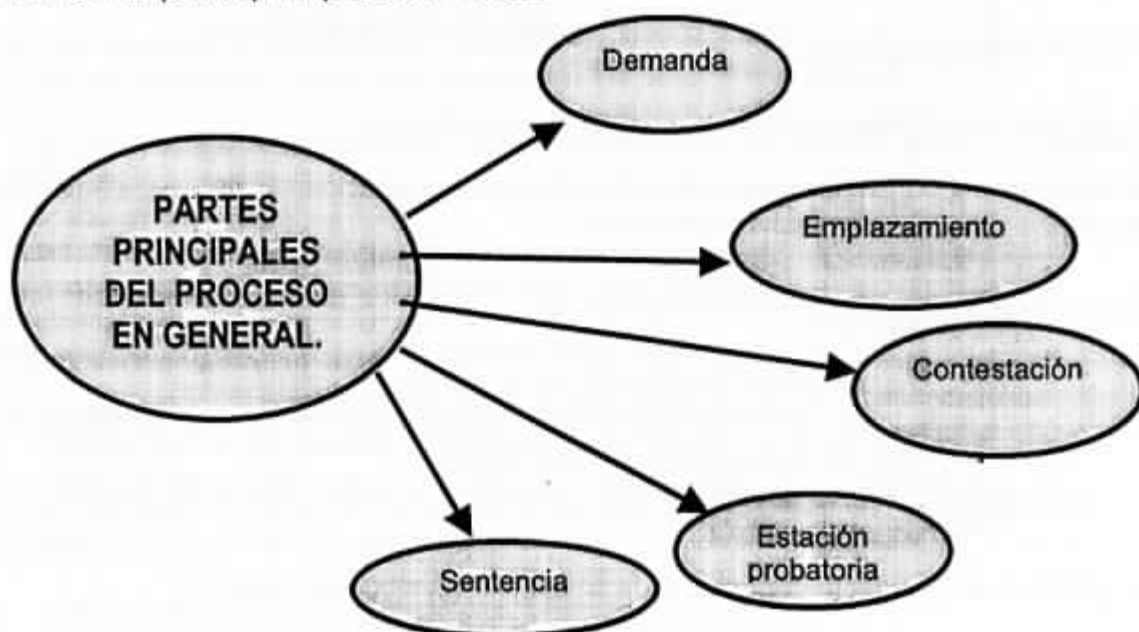 Demanda
PARTES
PRINCIPALES
DEL PROCESO
EN GENERAL.
Emplazamiento
Contestación
Estación
probatoria
Sentencia